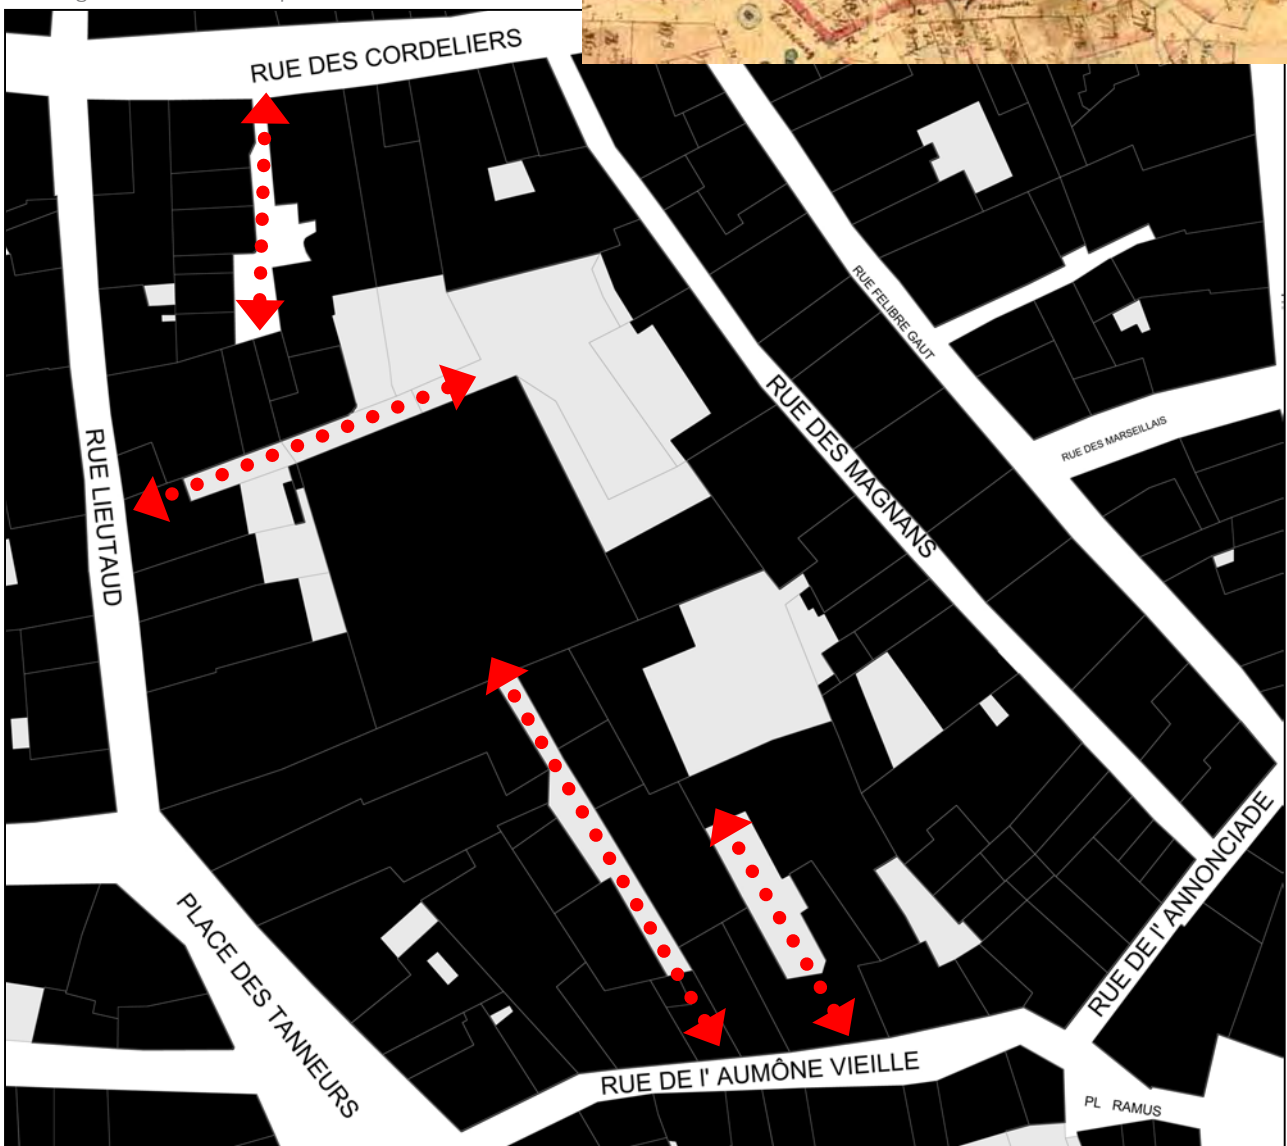 RUE DES CORDELIERS
RUE FELIBRE GAUT
RUE DES MARSEILLAIS
RUE DES MAGNANS
RUE LIEUTAUD
PLACE DES TANNEURS
RUE DE l' ANNONCIADE
RUE DE l' AUMÔNE VIEILLE
PL RAMUS